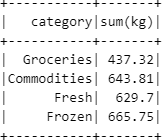 +-----------+-------+
|   category|sum(kg)|
+-----------+-------+
|  Groceries| 437.32|
|Commodities| 643.81|
|      Fresh|  629.7|
|     Frozen| 665.75|
+-----------+-------+